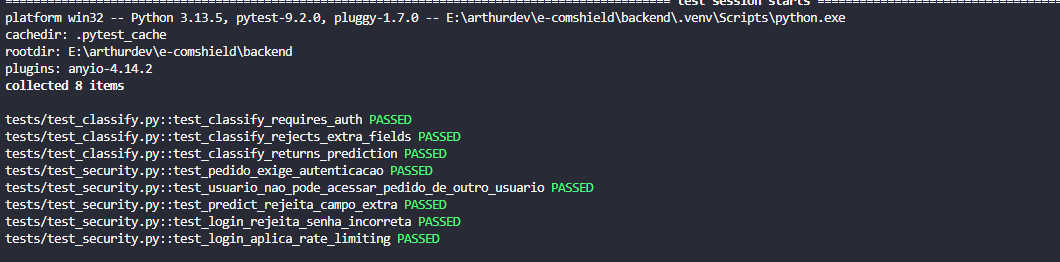 test session starts
platform win32 -- Python 3.13.5, pytest-9.2.0, pluggy-1.7.0 -- E:\arthurdev\e-comshield\backend\.venv\Scripts\python.exe
cachedir: .pytest_cache
rootdir: E:\arthurdev\e-comshield\backend
plugins: anyio-4.14.2
collected 8 items
tests/test_classify.py::test_classify_requires_auth PASSED
tests/test_classify.py::test_classify_rejects_extra_fields PASSED
tests/test_classify.py::test_classify_returns_prediction PASSED
tests/test_security.py::test_pedido_exige_autenticacao PASSED
tests/test_security.py::test_usuario_nao_pode_acessar_pedido_de_outro_usuario PASSED
tests/test_security.py::test_predict_rejeita_campo_extra PASSED
tests/test_security.py::test_login_rejeita_senha_incorreta PASSED
tests/test_security.py::test_login_aplica_rate_limiting PASSED